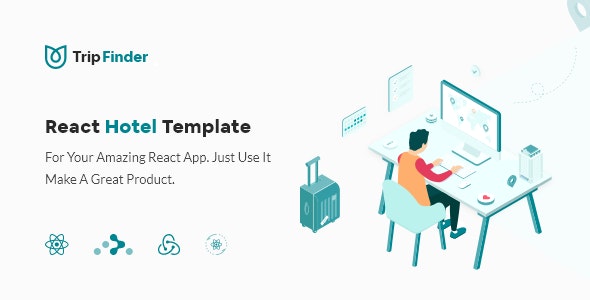 TripFinder
React Hotel Template
For Your Amazing React App. Just Use It
Make A Great Product.